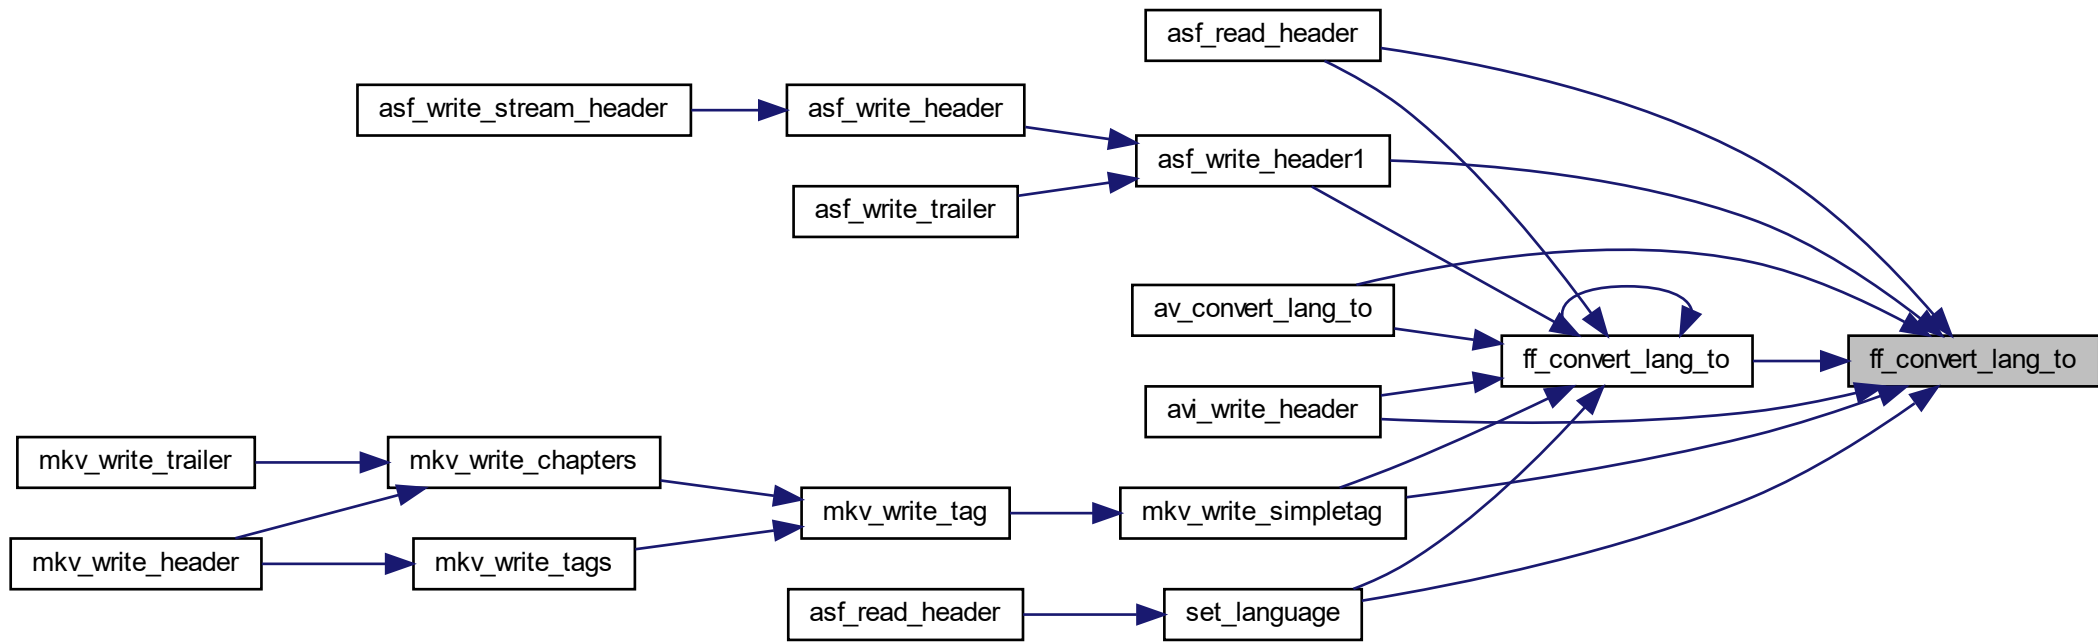 asf_read_header
asf_write_stream_header
asf_write_header
asf_write_header1
asf_write_trailer
av_convert_lang_to
ff_convert_lang_to
ff_convert_lang_to
avi_write_header
mkv_write_trailer
mkv_write_chapters
mkv_write_tag
mkv_write_simpletag
mkv_write_header
mkv_write_tags
asf_read_header
set_language